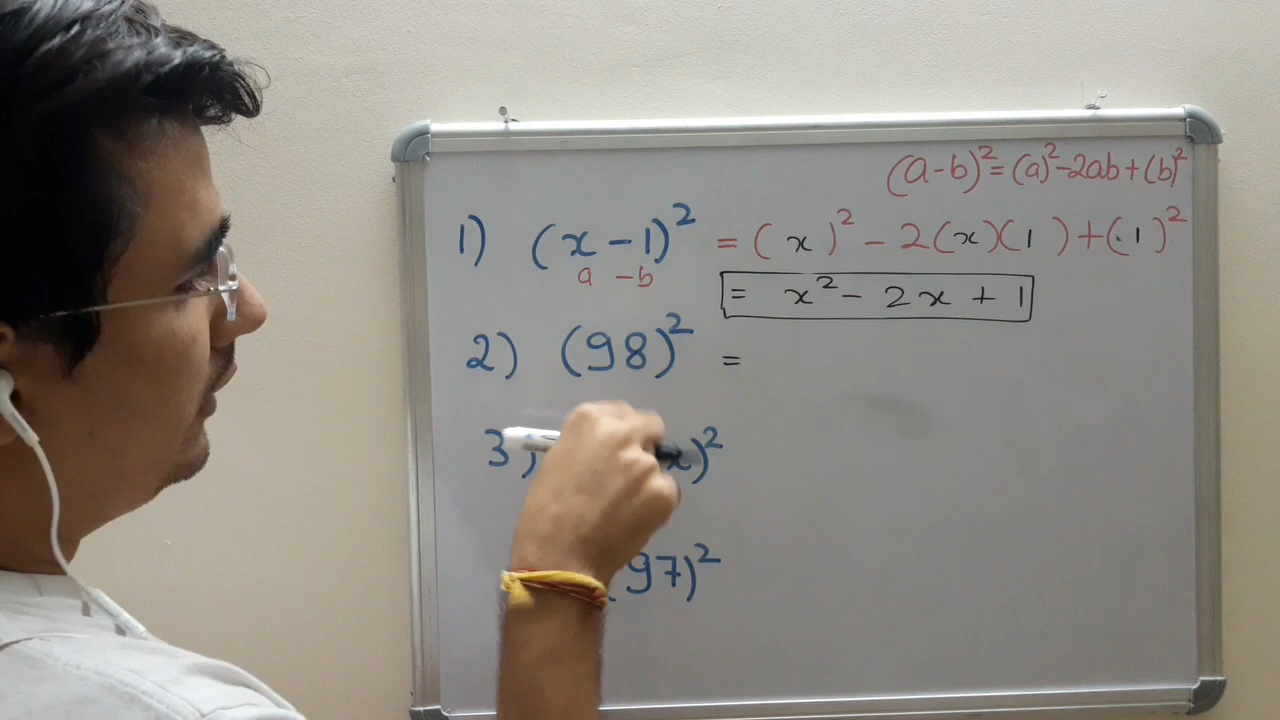 (a-b)² = (a)² - 2ab + (b)²
1) (x - 1)² = (x)² - 2(x)(1) + (1)²
a - b
= x² - 2x + 1
2) (98)² =
3) x)²
(97)²